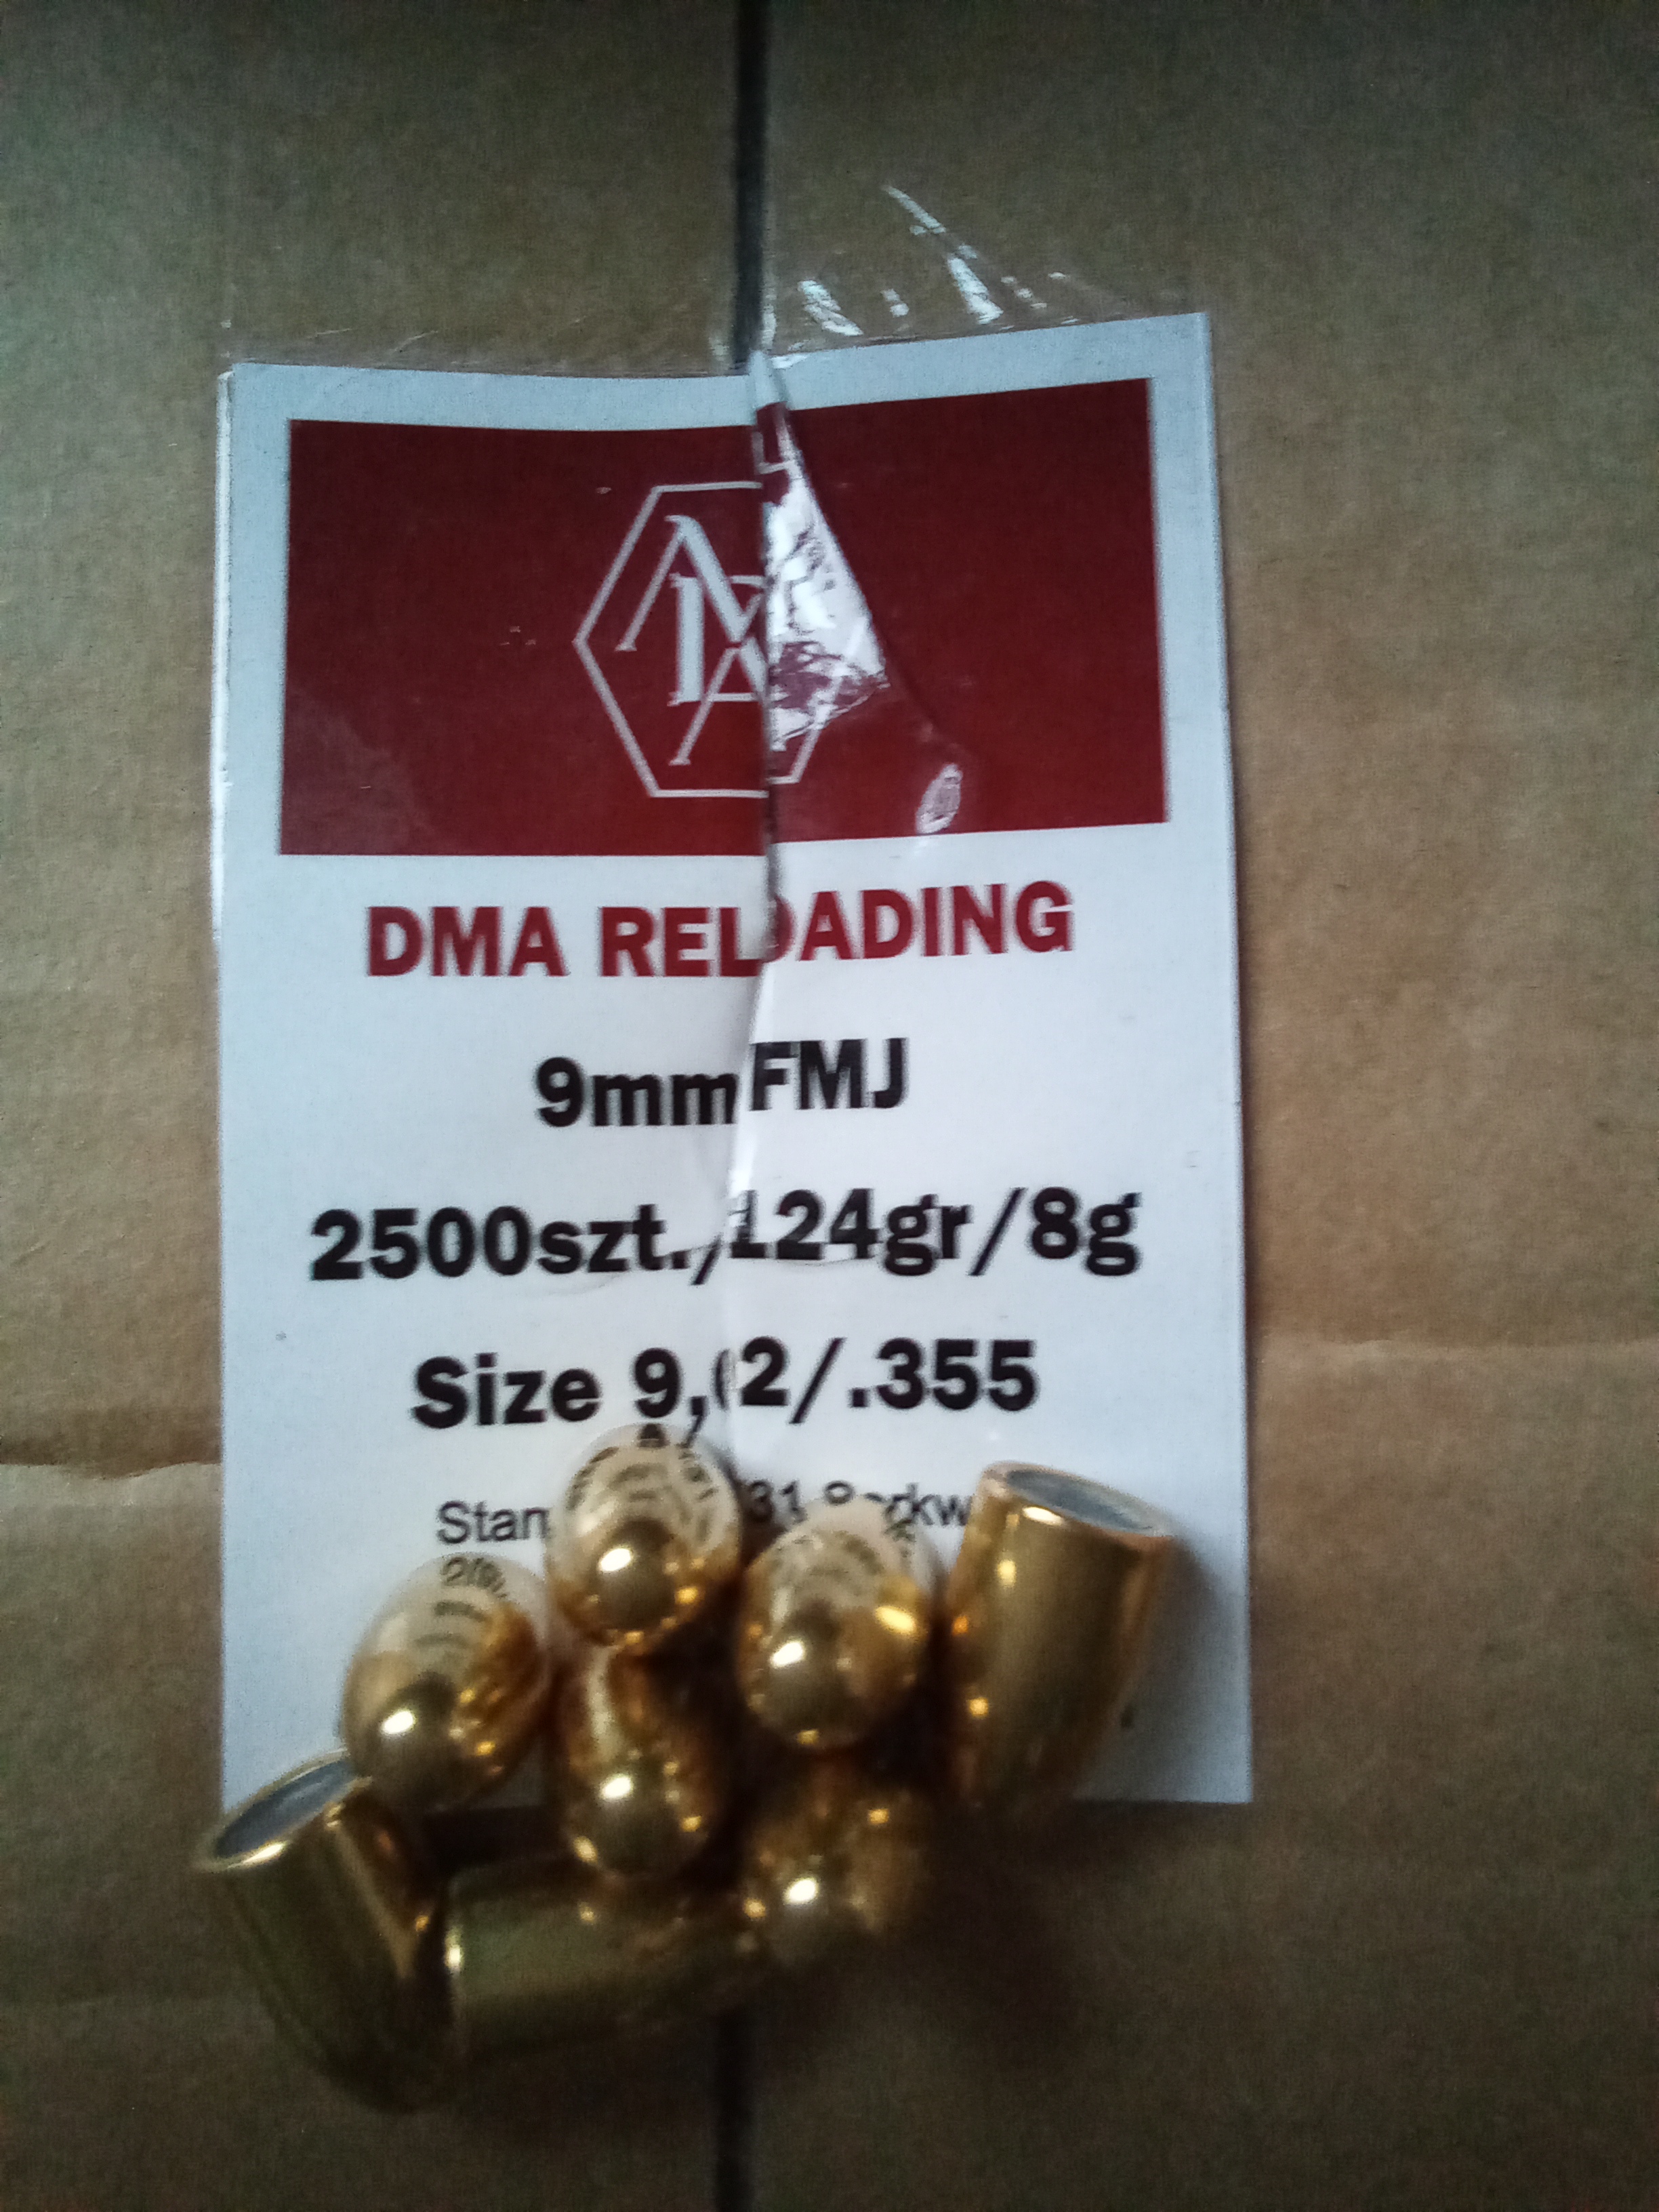 DMA RELOADING
9mm FMJ
2500szt./124gr/8g
Size 9,02/.355